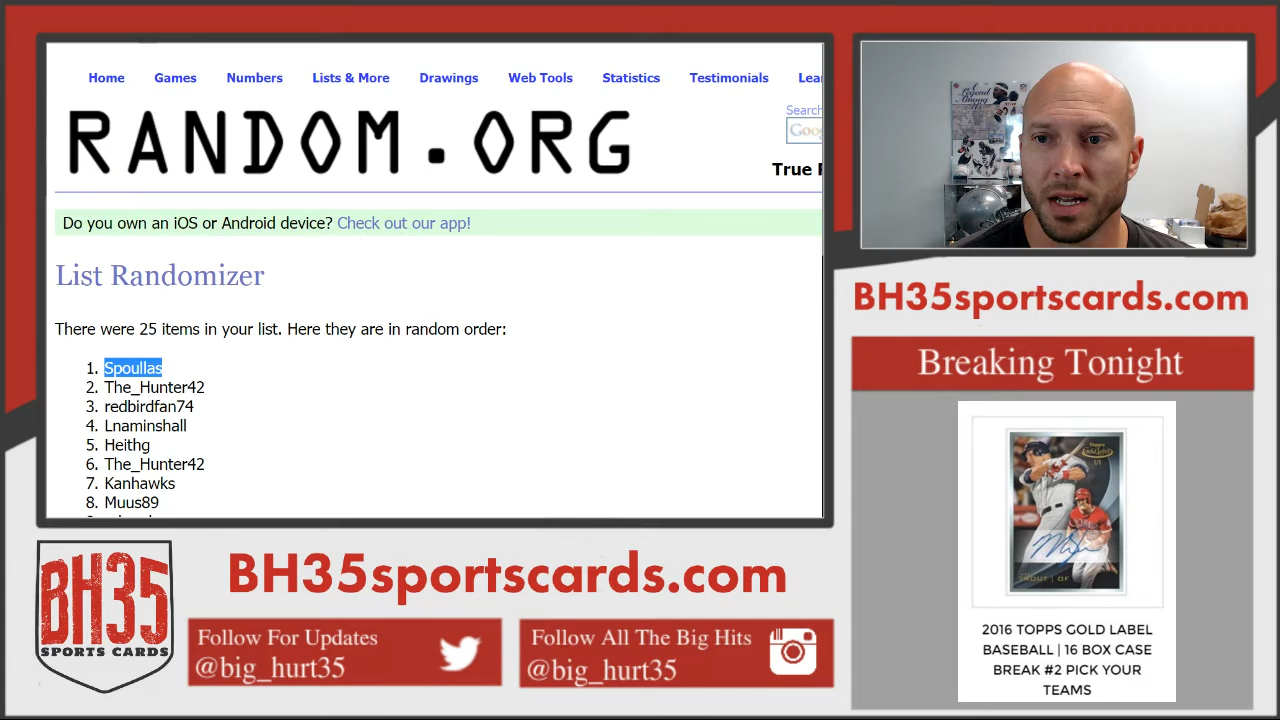 Home Games Numbers Lists & More Drawings Web Tools Statistics Testimonials Lea
RANDOM.ORG
Search
Goo
True
Do you own an iOS or Android device? Check out our app!
List Randomizer
There were 25 items in your list. Here they are in random order:
1. Spoullas
2. The_Hunter42
3. redbirdfan74
4. Lnaminshall
5. Heithg
6. The_Hunter42
7. Kanhawks
8. Muus89
BH35sportscards.com
Breaking Tonight
2016 TOPPS GOLD LABEL
BASEBALL | 16 BOX CASE
BREAK #2 PICK YOUR
TEAMS
BH35
SPORTS CARDS
BH35sportscards.com
Follow For Updates
@big_hurt35
Follow All The Big Hits
@big_hurt35